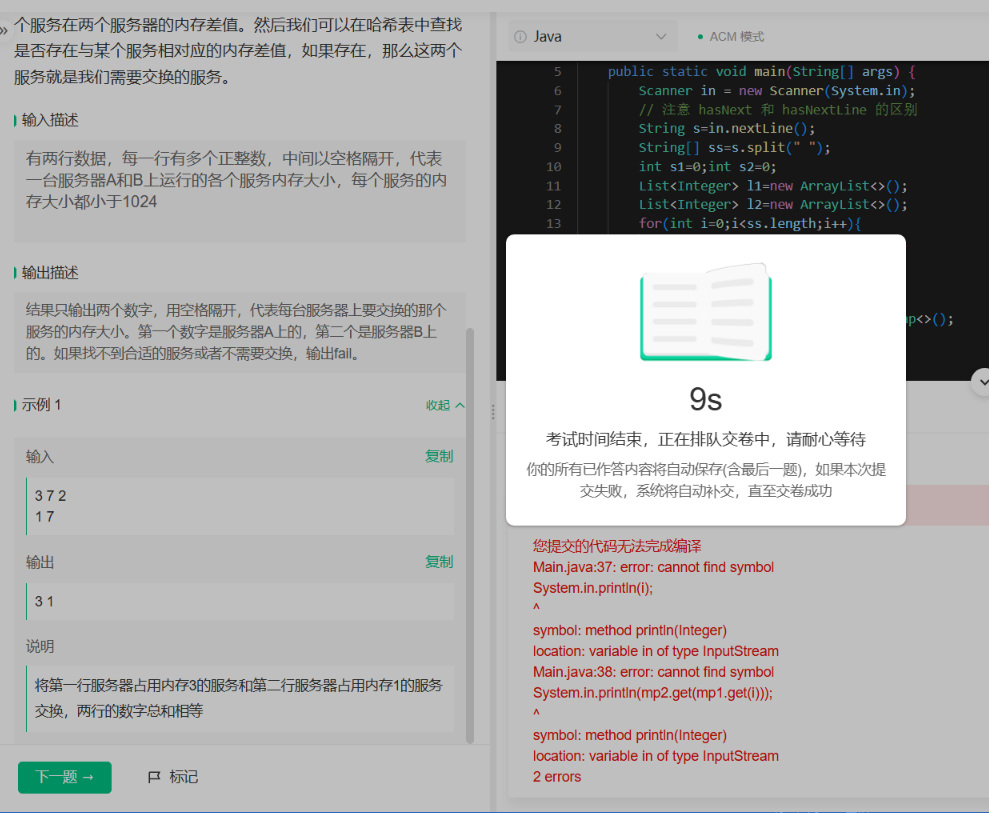 个服务在两个服务器的内存差值。然后我们可以在哈希表中查找
是否存在与某个服务相对应的内存差值，如果存在，那么这两个
服务就是我们需要交换的服务。
输入描述
有两行数据，每一行有多个正整数，中间以空格隔开，代表
一台服务器A和B上运行的各个服务内存大小，每个服务的内
存大小都小于1024
输出描述
结果只输出两个数字，用空格隔开，代表每台服务器上要交换的那个
服务的内存大小。第一个数字是服务器A上的，第二个是服务器B上
的。如果找不到合适的服务或者不需要交换，输出fail。
示例 1
收起
输入
复制
3 7 2
1 7
输出
复制
3 1
说明
将第一行服务器占用内存3的服务和第二行服务器占用内存1的服务
交换，两行的数字总和相等
下一题 →
标记
Java
ACM 模式
5 public static void main(String[] args) {
6 Scanner in = new Scanner(System.in);
7 // 注意 hasNext 和 hasNextLine 的区别
8 String s=in.nextLine();
9 String[] ss=s.split(" ");
10 int s1=0;int s2=0;
11 List<Integer> l1=new ArrayList<>();
12 List<Integer> l2=new ArrayList<>();
13 for(int i=0;i<ss.length;i++){
ap<>();
9s
考试时间结束，正在排队交卷中，请耐心等待
你的所有已作答内容将自动保存(含最后一题)，如果本次提
交失败，系统将自动补交，直至交卷成功
您提交的代码无法完成编译
Main.java:37: error: cannot find symbol
System.in.println(i);
^
symbol: method println(Integer)
location: variable in of type InputStream
Main.java:38: error: cannot find symbol
System.in.println(mp2.get(mp1.get(i)));
^
symbol: method println(Integer)
location: variable in of type InputStream
2 errors